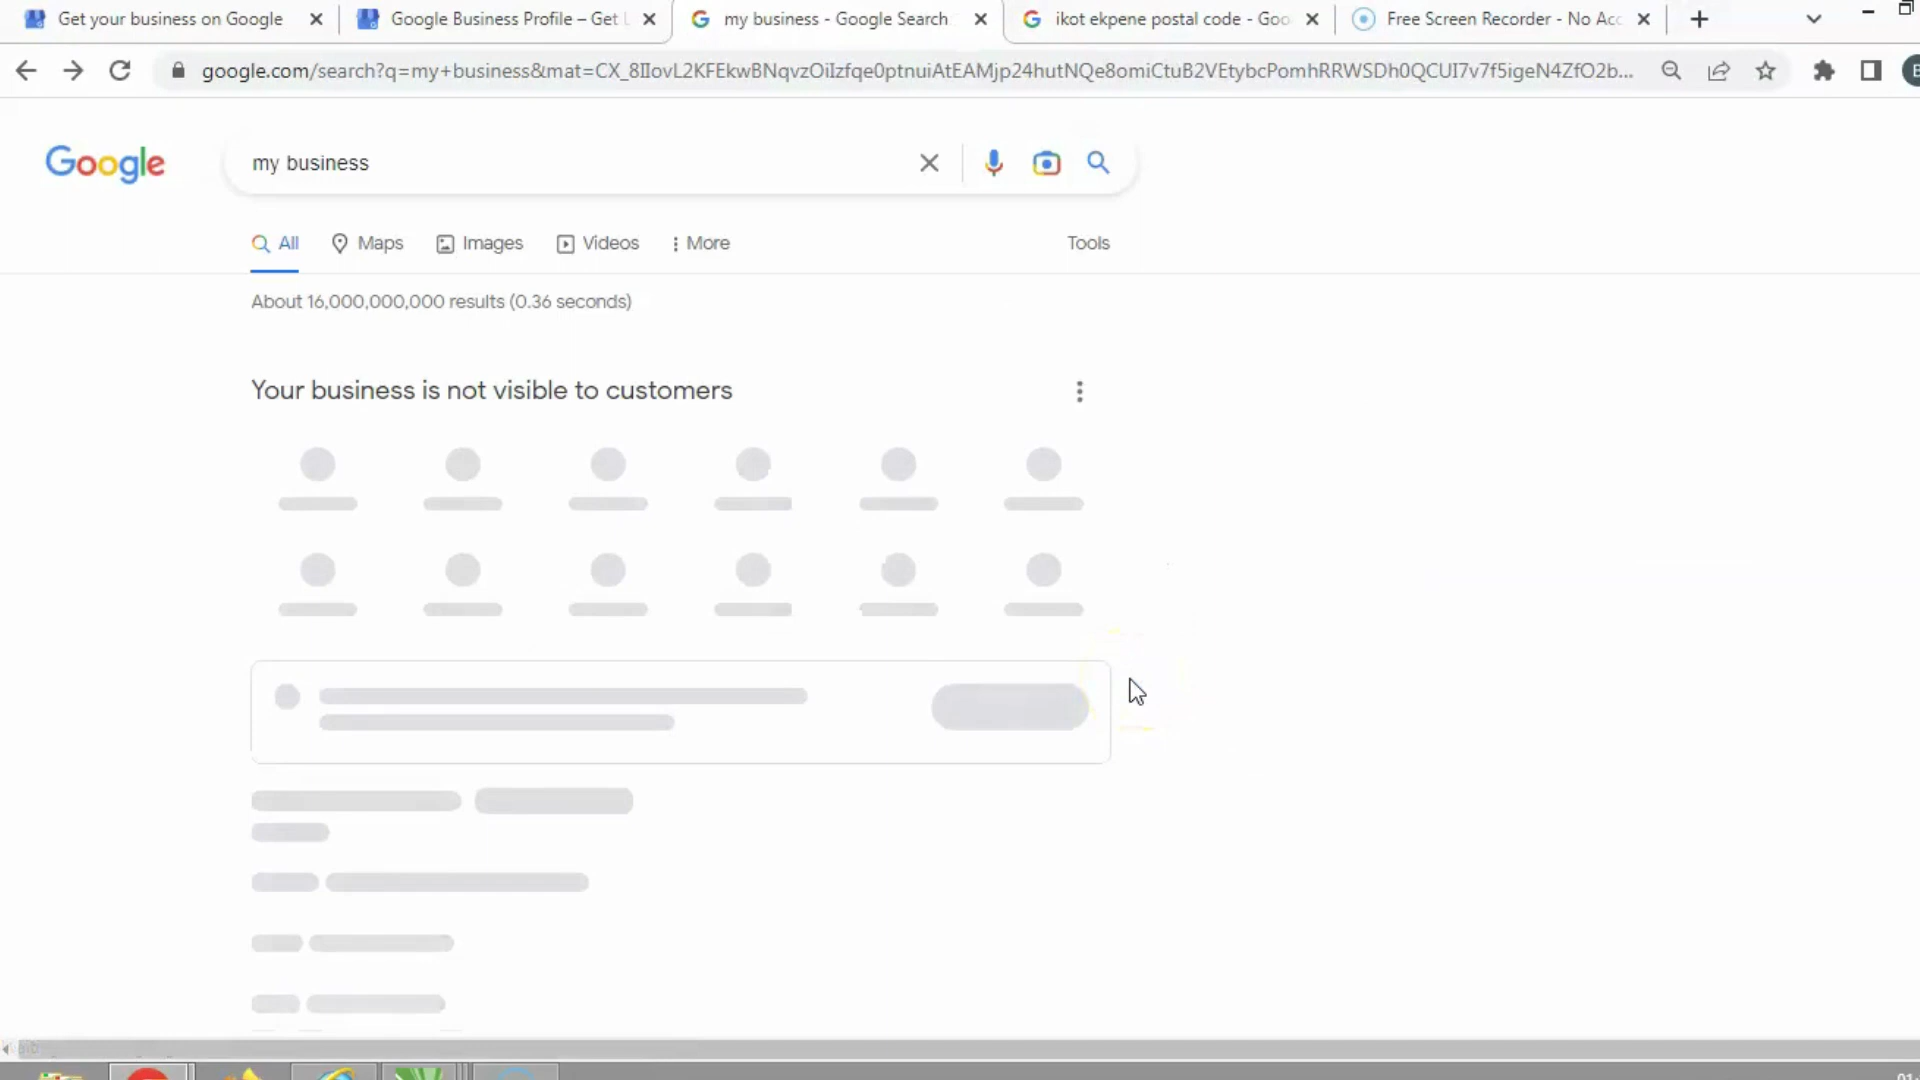 Get your business on Google
Google Business Profile – Get
my business - Google Search
ikot ekpene postal code - Goo
Free Screen Recorder - No Acc
google.com/search?q=my+business&mat=CX_8IIovL2KFEkwBNqvzOiIzfqe0ptnuiAtEAMjp24hutNQe8omiCtuB2VEtybcPomhRRWSDh0QCUI7v7f5igeN4ZfO2b...
Google
my business
All
Maps
Images
Videos
More
Tools
About 16,000,000,000 results (0.36 seconds)
Your business is not visible to customers